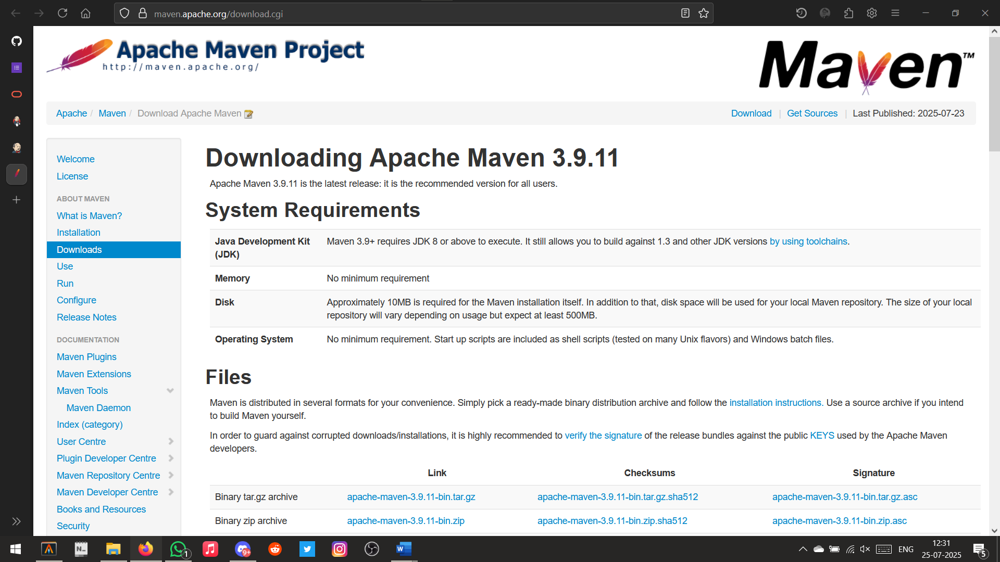 maven.apache.org/download.cgi
Apache Maven Project
http://maven.apache.org/
Maven™
Apache / Maven / Download Apache Maven
Download | Get Sources | Last Published: 2025-07-23
Welcome
License
ABOUT MAVEN
What is Maven?
Installation
Downloads
Use
Run
Configure
Release Notes
DOCUMENTATION
Maven Plugins
Maven Extensions
Maven Tools
Maven Daemon
Index (category)
User Centre
Plugin Developer Centre
Maven Repository Centre
Maven Developer Centre
Books and Resources
Security
Downloading Apache Maven 3.9.11
Apache Maven 3.9.11 is the latest release: it is the recommended version for all users.
System Requirements
Java Development Kit (JDK)
Maven 3.9+ requires JDK 8 or above to execute. It still allows you to build against 1.3 and other JDK versions by using toolchains.
Memory
No minimum requirement
Disk
Approximately 10MB is required for the Maven installation itself. In addition to that, disk space will be used for your local Maven repository. The size of your local
repository will vary depending on usage but expect at least 500MB.
Operating System
No minimum requirement. Start up scripts are included as shell scripts (tested on many Unix flavors) and Windows batch files.
Files
Maven is distributed in several formats for your convenience. Simply pick a ready-made binary distribution archive and follow the installation instructions. Use a source archive if you intend
to build Maven yourself.
In order to guard against corrupted downloads/installations, it is highly recommended to verify the signature of the release bundles against the public KEYS used by the Apache Maven
developers.
Link Checksums Signature
Binary tar.gz archive apache-maven-3.9.11-bin.tar.gz apache-maven-3.9.11-bin.tar.gz.sha512 apache-maven-3.9.11-bin.tar.gz.asc
Binary zip archive apache-maven-3.9.11-bin.zip apache-maven-3.9.11-bin.zip.sha512 apache-maven-3.9.11-bin.zip.asc
N_
1
9+
W
ENG
12:31
25-07-2025
5